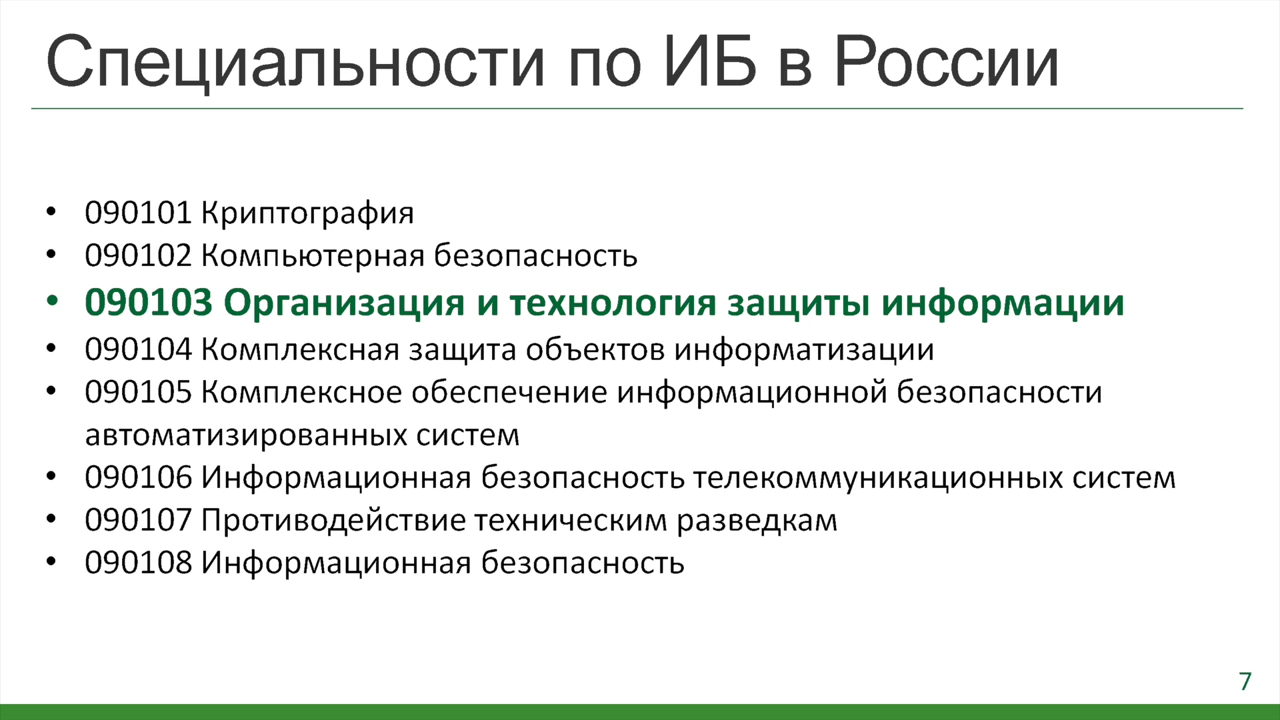 Специальности по ИБ в России
• 090101 Криптография
• 090102 Компьютерная безопасность
• 090103 Организация и технология защиты информации
• 090104 Комплексная защита объектов информатизации
• 090105 Комплексное обеспечение информационной безопасности
автоматизированных систем
• 090106 Информационная безопасность телекоммуникационных систем
• 090107 Противодействие техническим разведкам
• 090108 Информационная безопасность
7